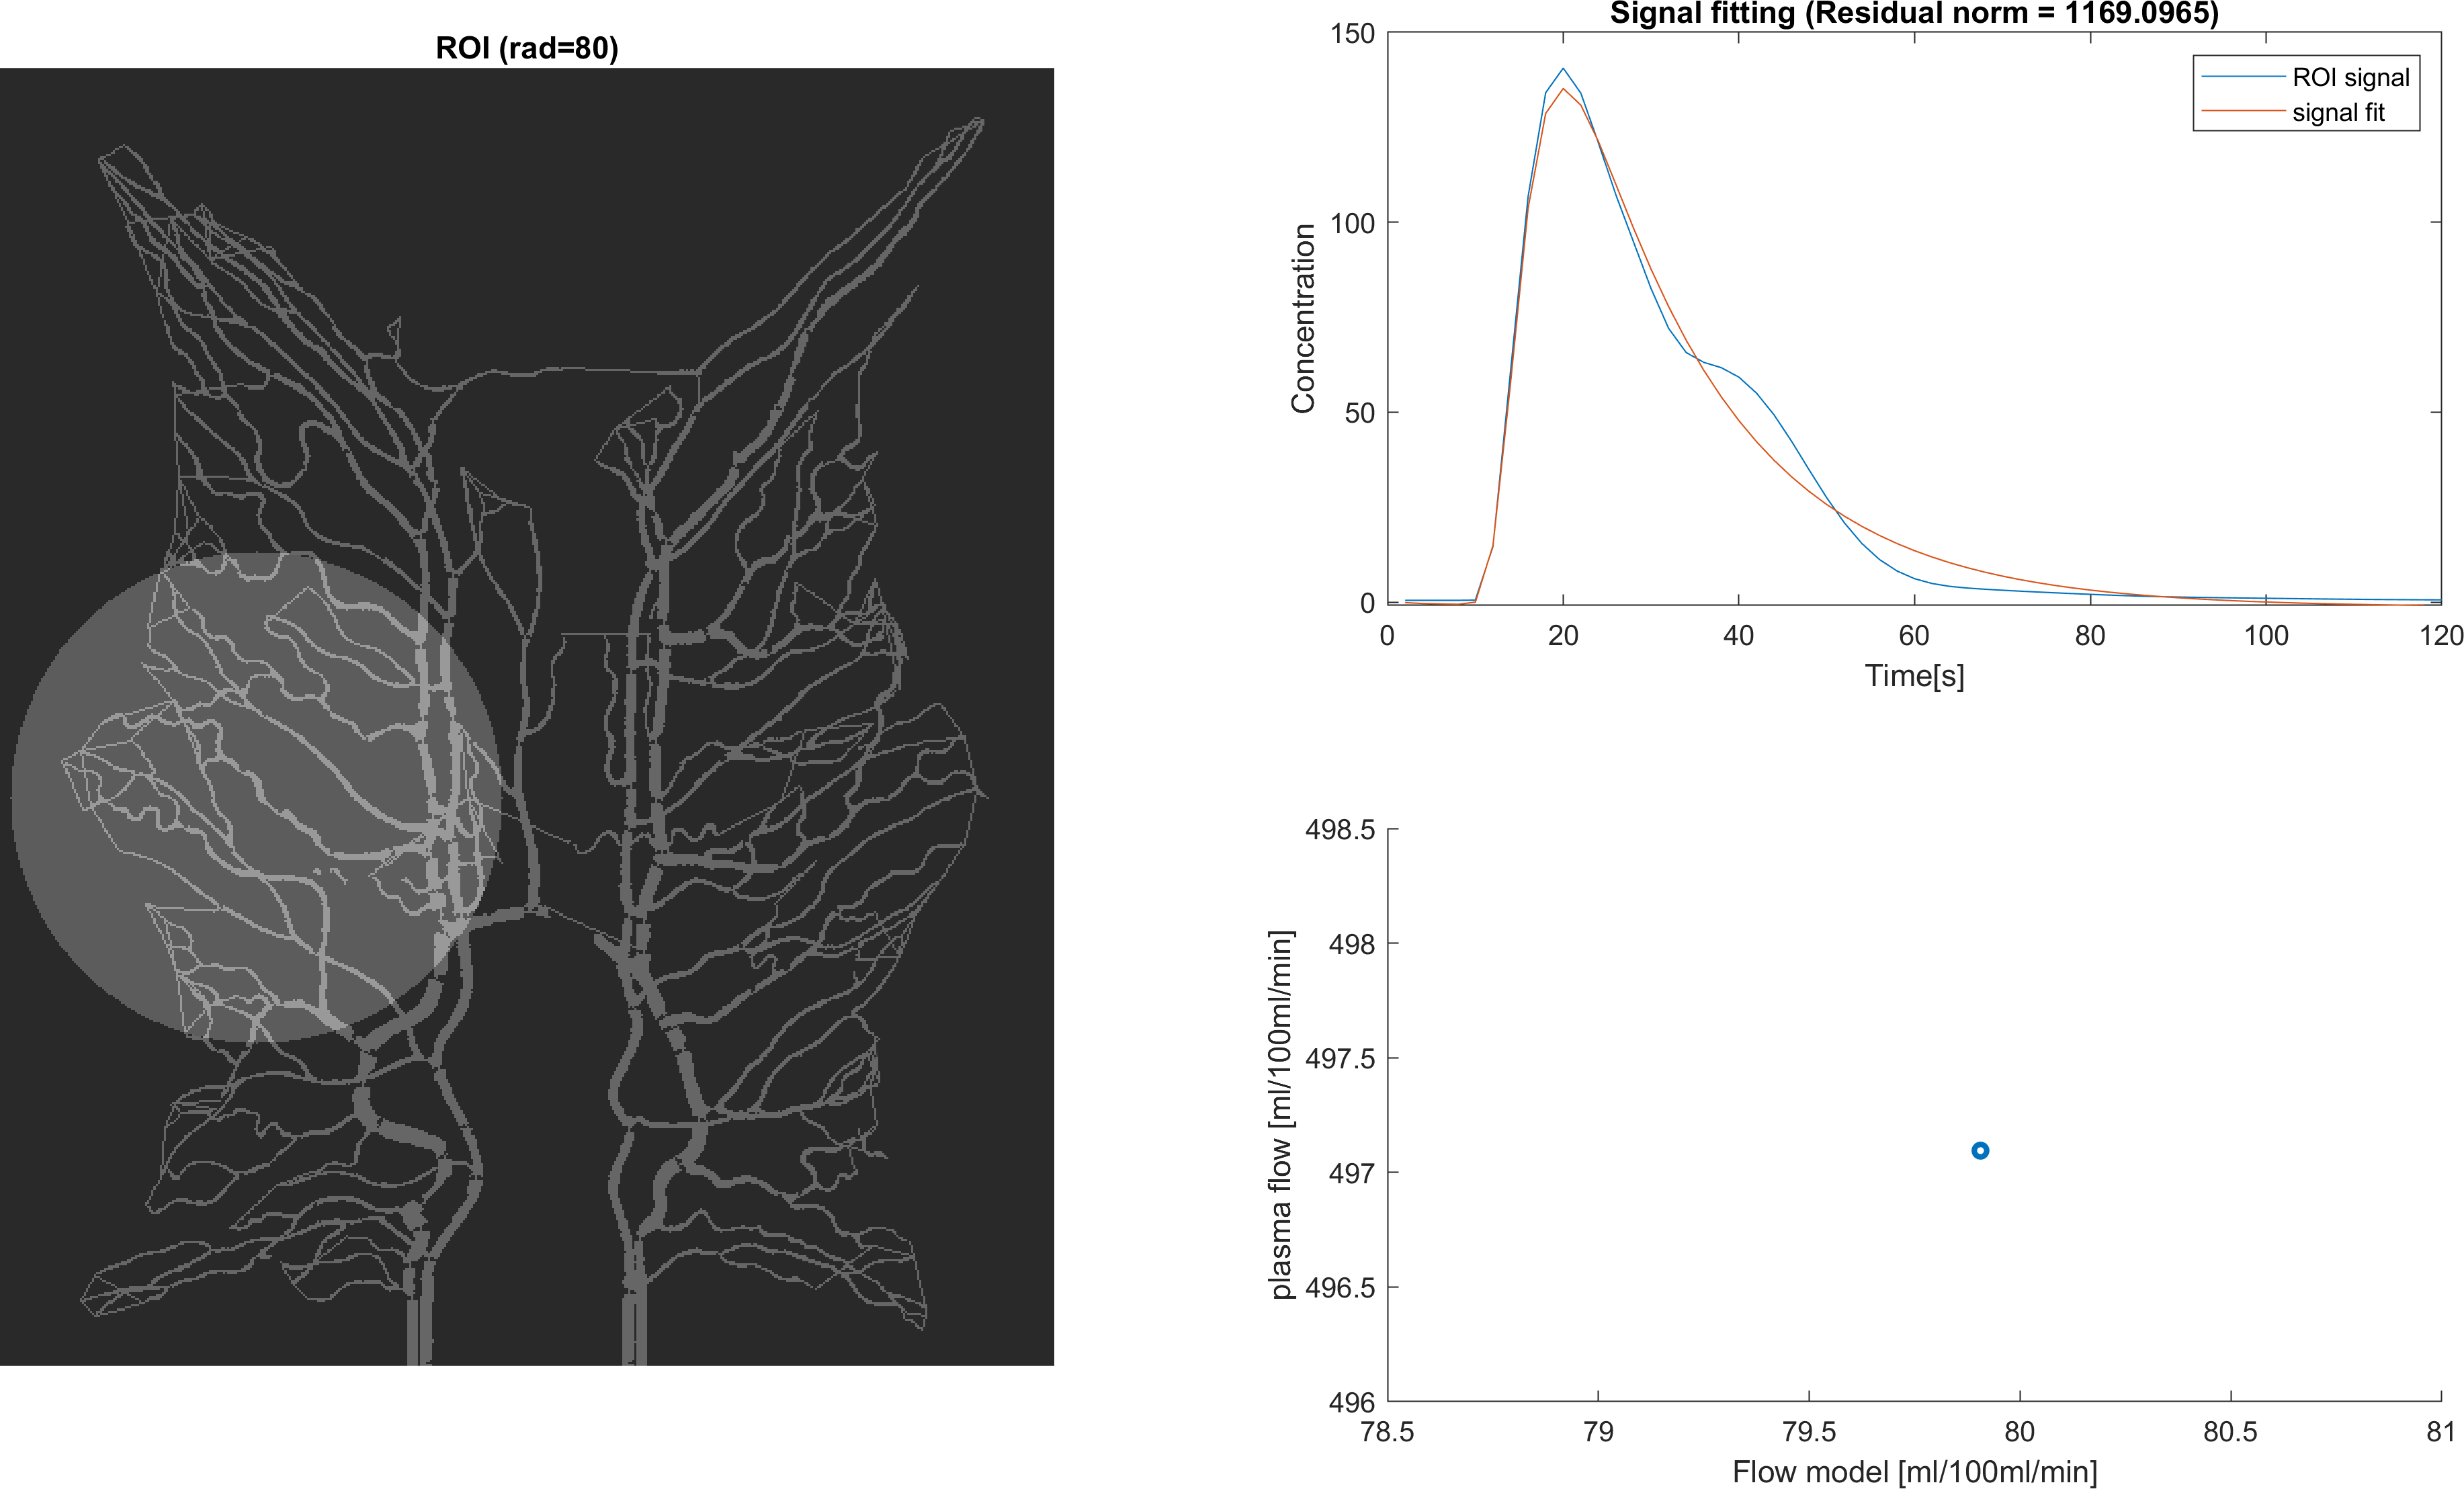 ROI (rad=80)
Signal fitting (Residual norm = 1169.0965)
150
100
50
0
Concentration
ROI signal
signal fit
0 20 40 60 80 100 120
Time[s]
498.5
498
497.5
497
496.5
496
plasma flow [ml/100ml/min]
78.5 79 79.5 80 80.5 81
Flow model [ml/100ml/min]